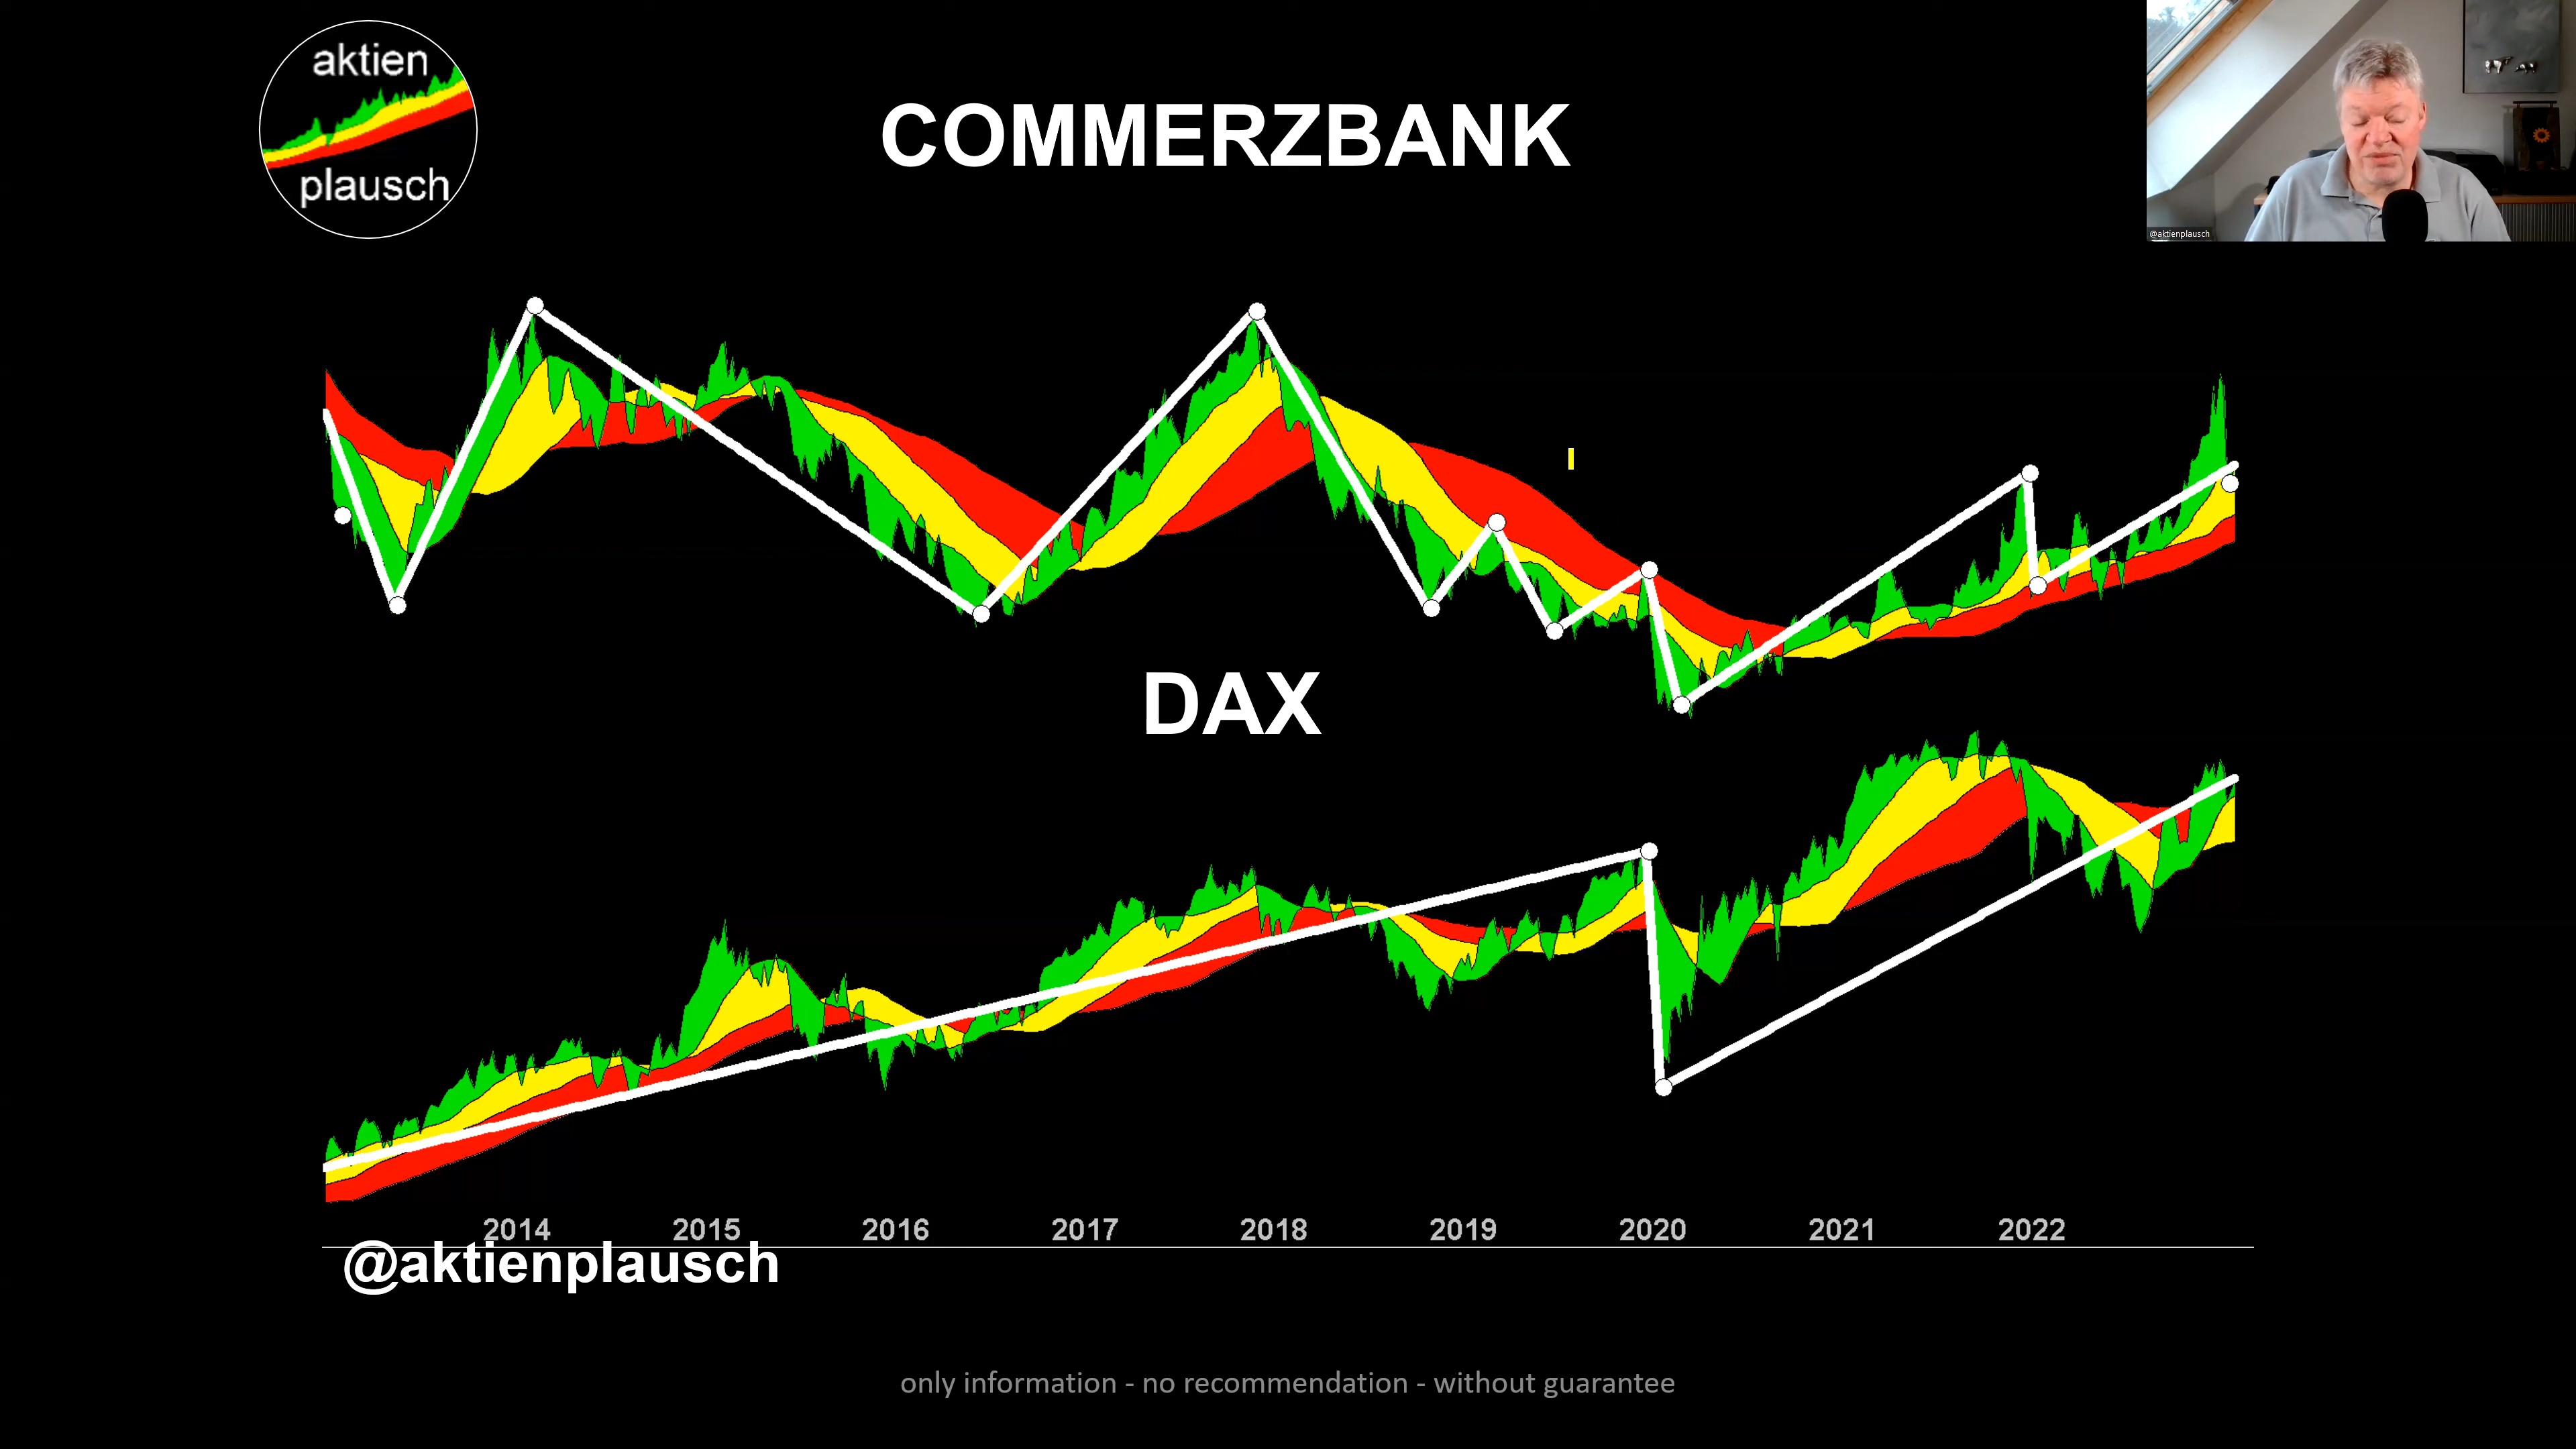 aktien
plausch
COMMERZBANK
@aktienplausch
DAX
2014 2015 2016 2017 2018 2019 2020 2021 2022
@aktienplausch
only information - no recommendation - without guarantee